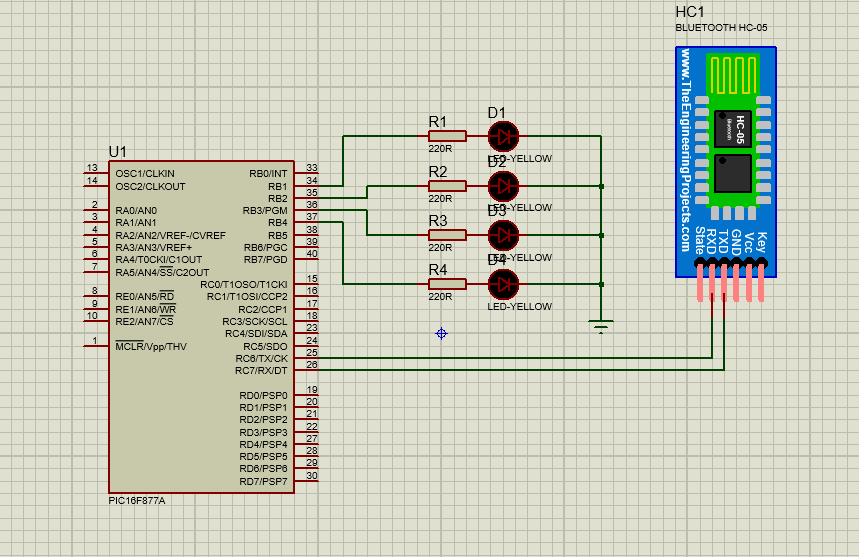 HC1
BLUETOOTH HC-05
www.TheEngineeringProjects.com
HC-05
Bluetooth
State
RXD
TXD
GND
Vcc
Key
U1
13 OSC1/CLKIN
14 OSC2/CLKOUT
2 RA0/AN0
3 RA1/AN1
4 RA2/AN2/VREF-/CVREF
5 RA3/AN3/VREF+
6 RA4/T0CKI/C1OUT
7 RA5/AN4/SS/C2OUT
8 RE0/AN5/RD
9 RE1/AN6/WR
10 RE2/AN7/CS
1 MCLR/Vpp/THV
RB0/INT 33
RB1 34
RB2 35
RB3/PGM 36
RB4 37
RB5 38
RB6/PGC 39
RB7/PGD 40
RC0/T1OSO/T1CKI 15
RC1/T1OSI/CCP2 16
RC2/CCP1 17
RC3/SCK/SCL 18
RC4/SDI/SDA 23
RC5/SDO 24
RC6/TX/CK 25
RC7/RX/DT 26
RD0/PSP0 19
RD1/PSP1 20
RD2/PSP2 21
RD3/PSP3 22
RD4/PSP4 27
RD5/PSP5 28
RD6/PSP6 29
RD7/PSP7 30
PIC16F877A
R1
220R
D1
LED-YELLOW
R2
220R
D2
LED-YELLOW
R3
220R
D3
LED-YELLOW
R4
220R
D4
LED-YELLOW